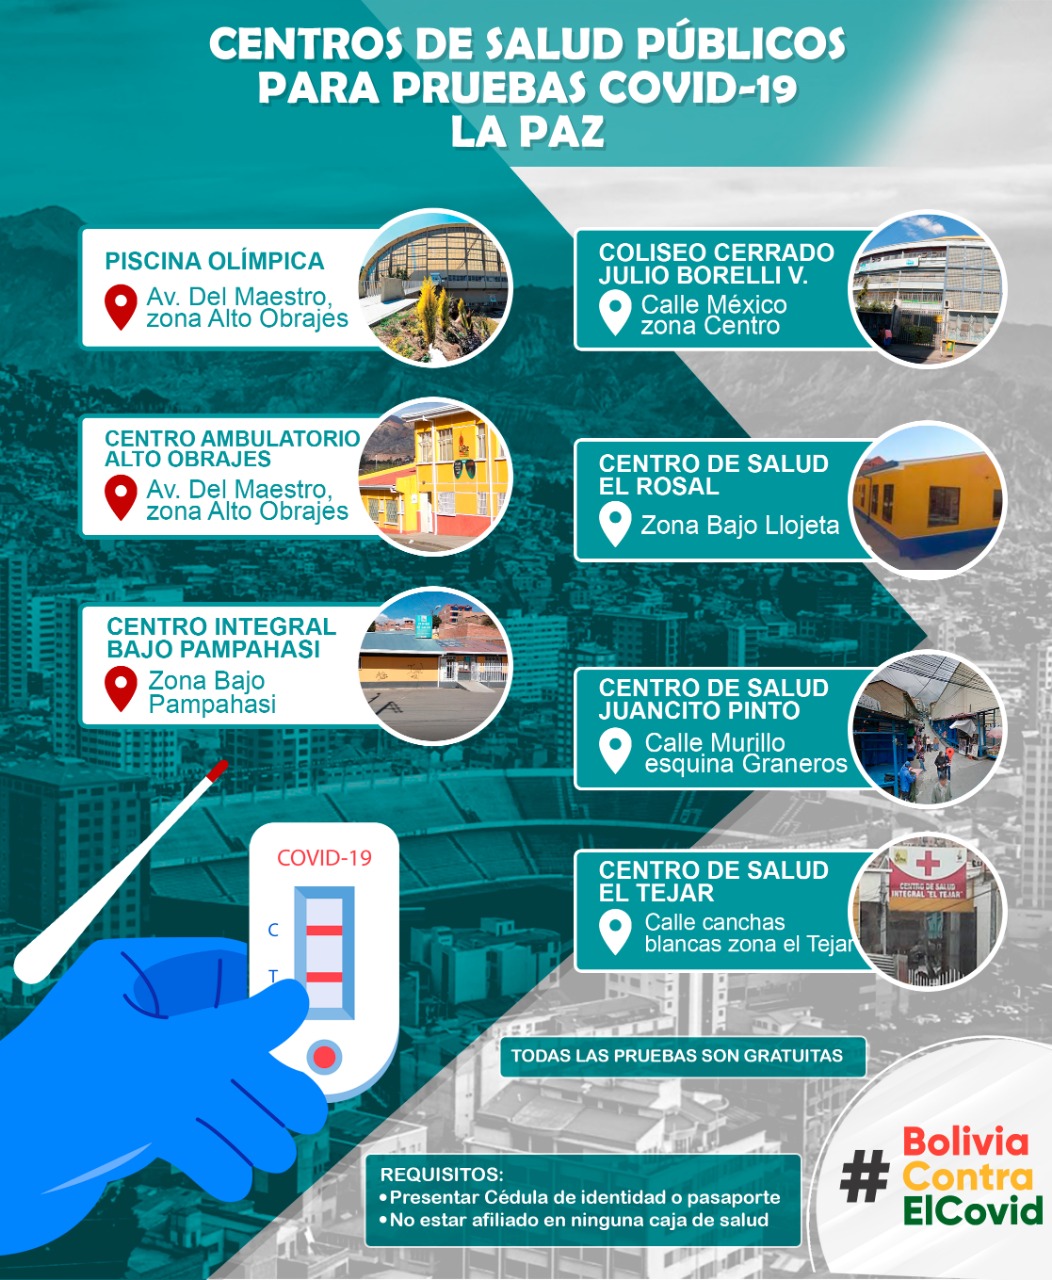 CENTROS DE SALUD PÚBLICOS
PARA PRUEBAS COVID-19
LA PAZ
PISCINA OLÍMPICA
Av. Del Maestro,
zona Alto Obrajes
CENTRO AMBULATORIO
ALTO OBRAJES
Av. Del Maestro,
zona Alto Obrajes
CENTRO INTEGRAL
BAJO PAMPAHASI
Zona Bajo
Pampahasi
COLISEO CERRADO
JULIO BORELLI V.
Calle México
zona Centro
CENTRO DE SALUD
EL ROSAL
Zona Bajo Llojeta
CENTRO DE SALUD
JUANCITO PINTO
Calle Murillo
esquina Graneros
CENTRO DE SALUD
EL TEJAR
Calle canchas
blancas zona el Tejar
CENTRO DE SALUD
INTEGRAL "EL TEJAR"
COVID-19
C
T
TODAS LAS PRUEBAS SON GRATUITAS
REQUISITOS:
•Presentar Cédula de identidad o pasaporte
•No estar afiliado en ninguna caja de salud
#Bolivia
Contra
ElCovid